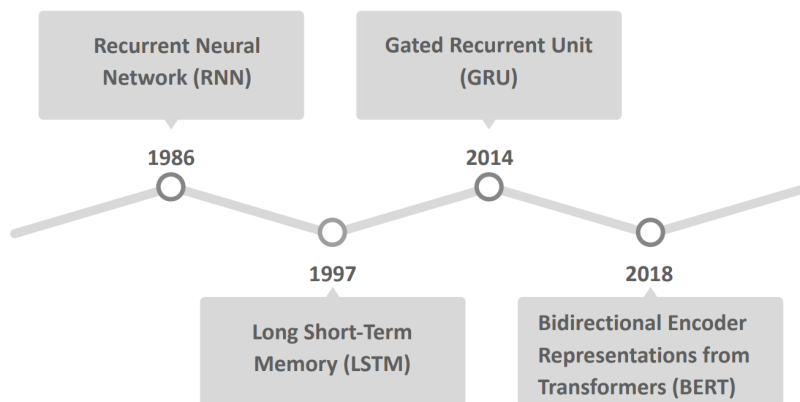 Recurrent Neural
Network (RNN)
1986
1997
Long Short-Term
Memory (LSTM)
Gated Recurrent Unit
(GRU)
2014
2018
Bidirectional Encoder
Representations from
Transformers (BERT)